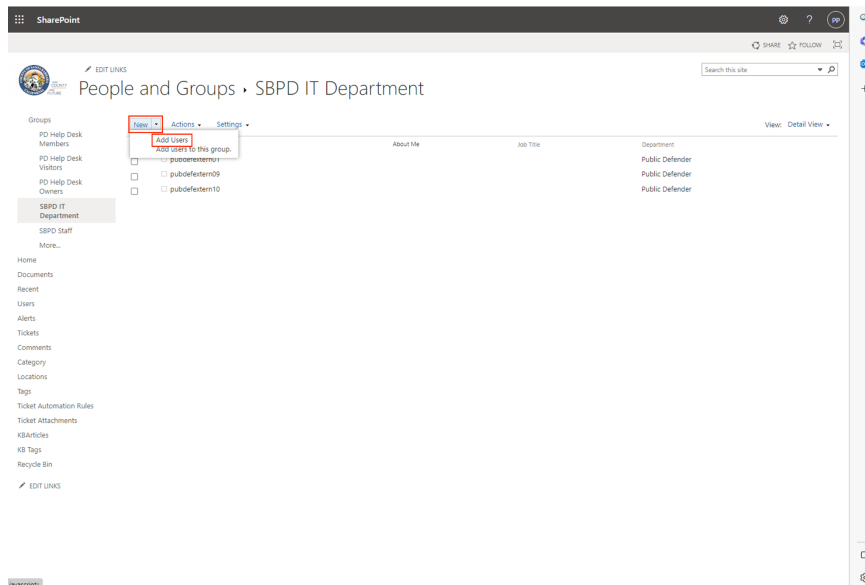 SharePoint
?
PP
SHARE
FOLLOW
EDIT LINKS
Search this site
People and Groups › SBPD IT Department
Groups
PD Help Desk
Members
PD Help Desk
Visitors
PD Help Desk
Owners
SBPD IT
Department
SBPD Staff
More...
Home
Documents
Recent
Users
Alerts
Tickets
Comments
Category
Locations
Tags
Ticket Automation Rules
Ticket Attachments
KBArticles
KB Tags
Recycle Bin
EDIT LINKS
New Actions Settings
View: Detail View
Add Users
Add users to this group.
About Me Job Title Department
pubdefextern01 Public Defender
pubdefextern09 Public Defender
pubdefextern10 Public Defender